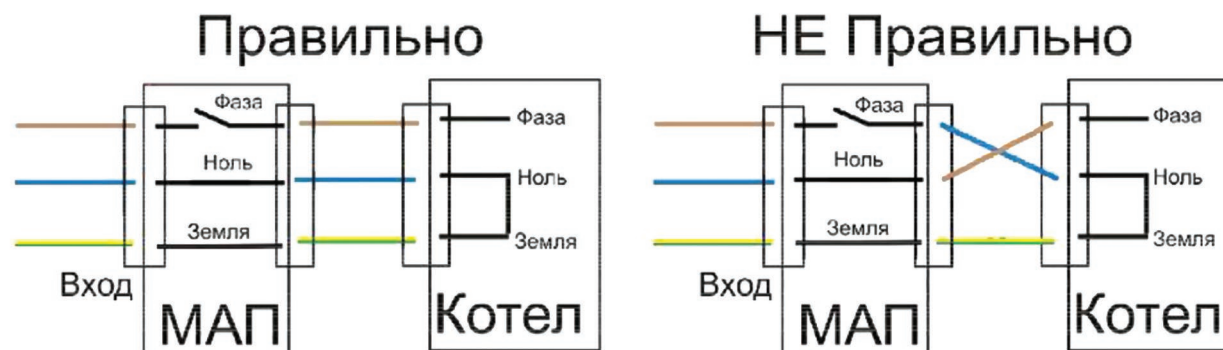 Правильно
Фаза
Фаза
Ноль
Ноль
Земля
Земля
Вход
МАП
Котел
НЕ Правильно
Фаза
Фаза
Ноль
Ноль
Земля
Земля
Вход
МАП
Котел